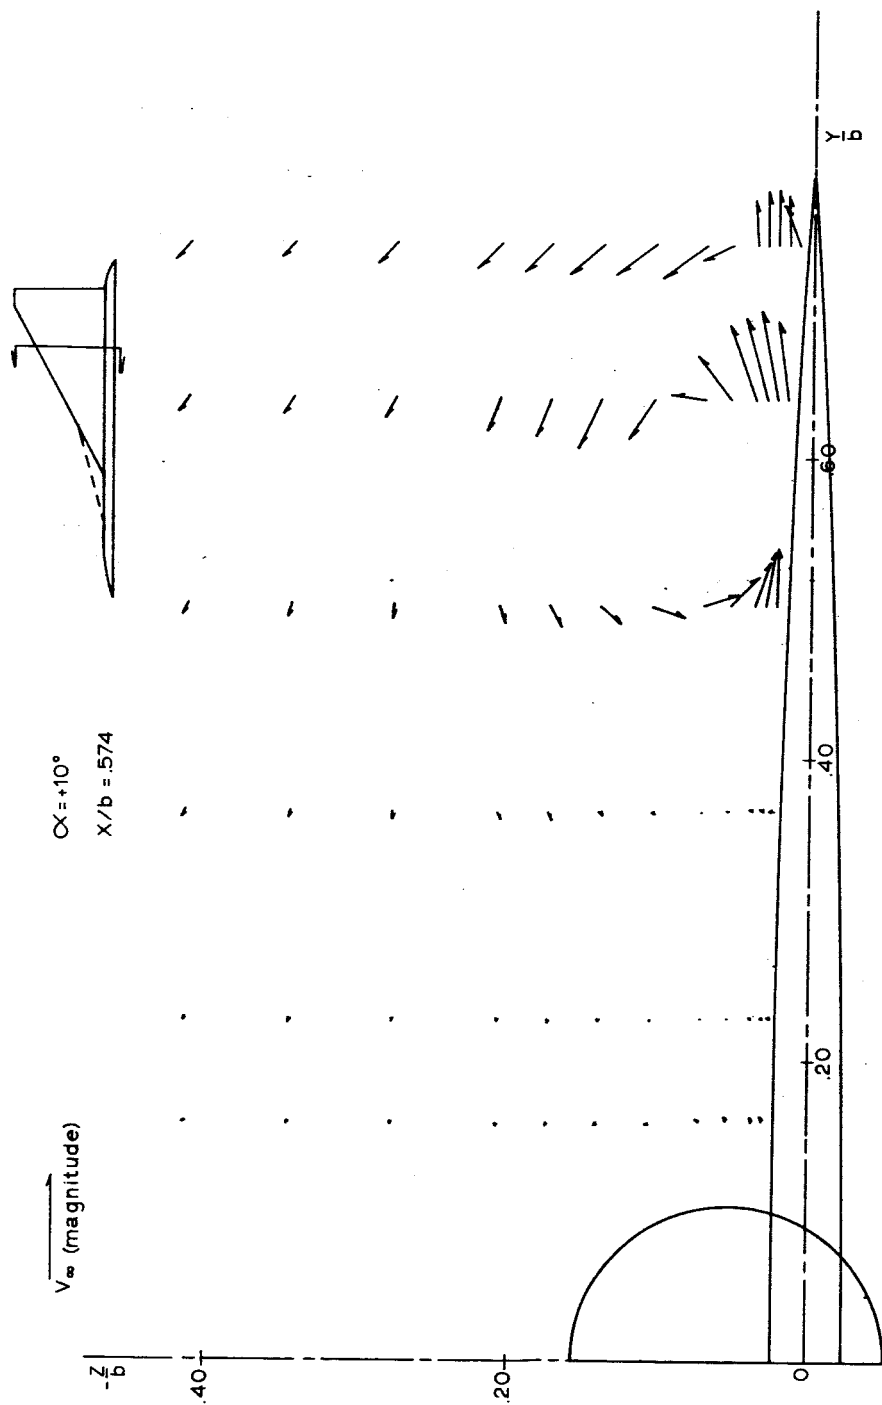 α = +10°
X/b = .574
V∞ (magnitude)
-Z/b
.40
.20
0
.20
.40
.60
Y/b